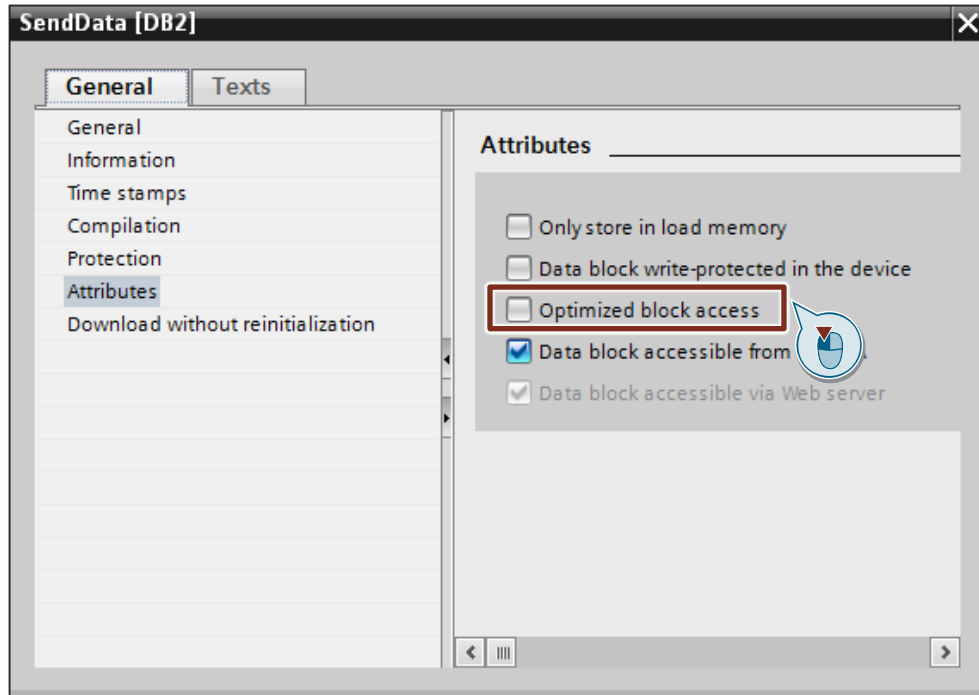 SendData [DB2]
General
Texts
General
Information
Time stamps
Compilation
Protection
Attributes
Download without reinitialization
Attributes
Only store in load memory
Data block write-protected in the device
Optimized block access
Data block accessible from
Data block accessible via Web server